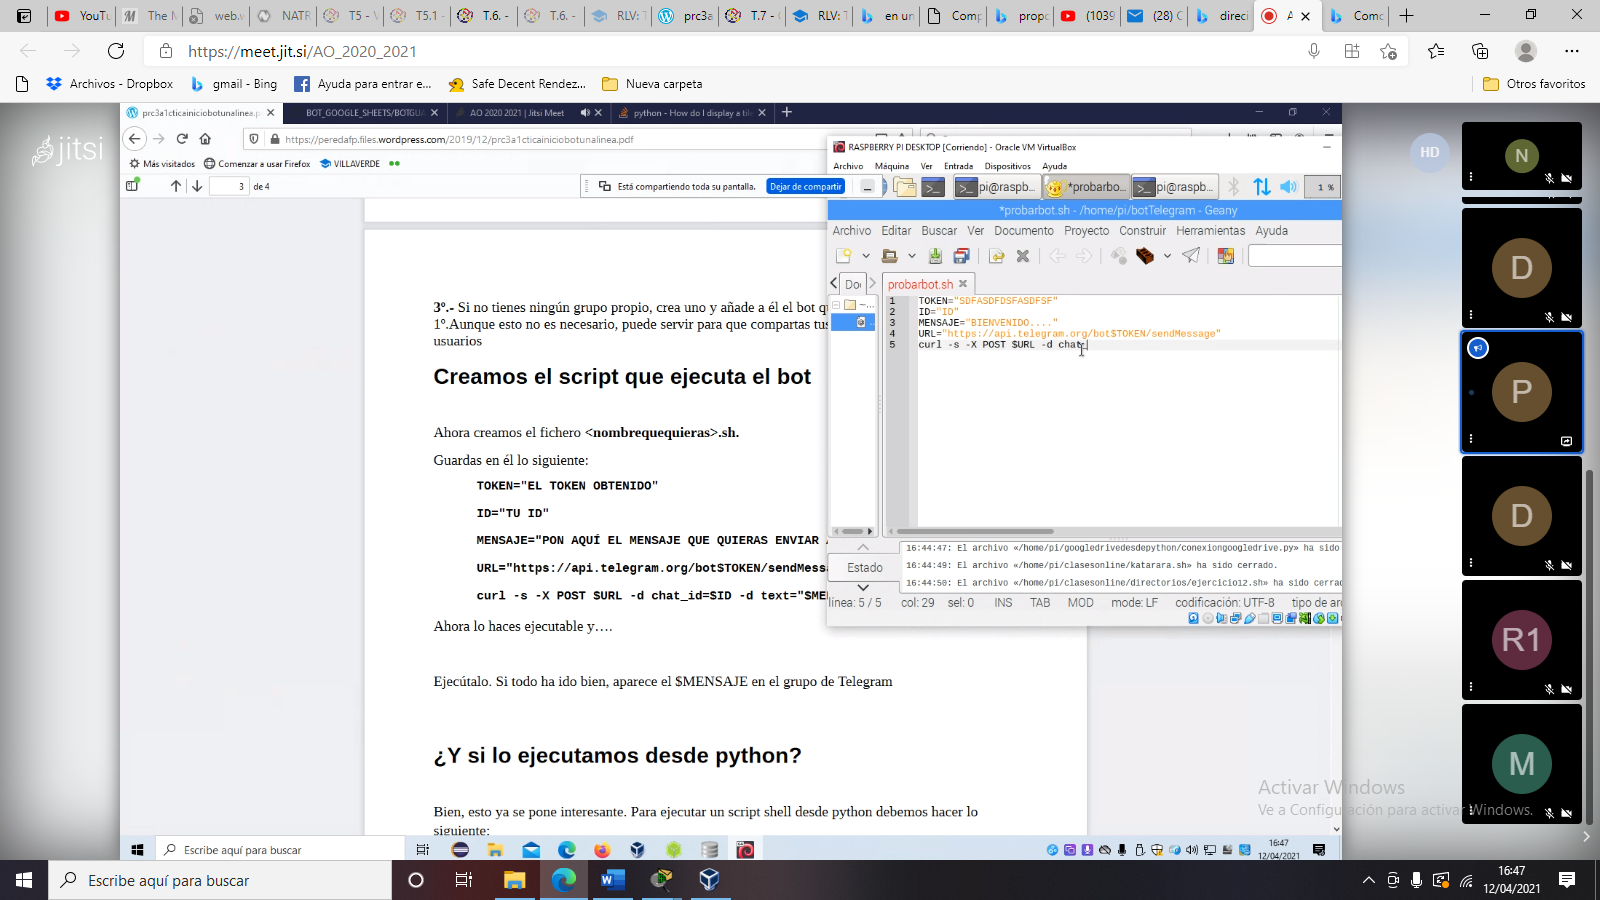 YouTu
The M
web.v
NATR
T5 - V
T5.1 -
T.6. -
T.6. -
RLV: T
prc3a
T.7 - C
RLV: T
en un
Comp
propo
(1039
(28) C
direci
A
Comc
https://meet.jit.si/AO_2020_2021
Archivos - Dropbox
gmail - Bing
Ayuda para entrar e...
Safe Decent Rendez...
Nueva carpeta
Otros favoritos
jitsi
prc3a1cticainiciobotunalinea.p
BOT_GOOGLE_SHEETS/BOTGUA
AO 2020 2021 | Jitsi Meet
python - How do I display a tile
https://peredafp.files.wordpress.com/2019/12/prc3a1cticainiciobotunalinea.pdf
Más visitados
Comenzar a usar Firefox
VILLAVERDE
3
de 4
Está compartiendo toda su pantalla.
Dejar de compartir
3º.- Si no tienes ningún grupo propio, crea uno y añade a él el bot qu
1º.Aunque esto no es necesario, puede servir para que compartas tus
usuarios
Creamos el script que ejecuta el bot
Ahora creamos el fichero <nombrequequieras>.sh.
Guardas en él lo siguiente:
TOKEN="EL TOKEN OBTENIDO"
ID="TU ID"
MENSAJE="PON AQUÍ EL MENSAJE QUE QUIERAS ENVIAR A
URL="https://api.telegram.org/bot$TOKEN/sendMessa
curl -s -X POST $URL -d chat_id=$ID -d text="$ME
Ahora lo haces ejecutable y….
Ejecútalo. Si todo ha ido bien, aparece el $MENSAJE en el grupo de Telegram
¿Y si lo ejecutamos desde python?
Bien, esto ya se pone interesante. Para ejecutar un script shell desde python debemos hacer lo
siguiente:
RASPBERRY PI DESKTOP [Corriendo] - Oracle VM VirtualBox
Archivo Máquina Ver Entrada Dispositivos Ayuda
pi@raspb...
*probarbo...
pi@raspb...
1 %
*probarbot.sh - /home/pi/botTelegram - Geany
Archivo Editar Buscar Ver Documento Proyecto Construir Herramientas Ayuda
Do
probarbot.sh
1 TOKEN="SDFASDFDSFASDFSF"
2 ID="ID"
3 MENSAJE="BIENVENIDO...."
4 URL="https://api.telegram.org/bot$TOKEN/sendMessage"
5 curl -s -X POST $URL -d chat_
Estado
16:44:47: El archivo «/home/pi/googledrivedesdepython/conexiongoogledrive.py» ha sido
16:44:49: El archivo «/home/pi/clasesonline/katarara.sh» ha sido cerrado.
16:44:50: El archivo «/home/pi/clasesonline/directorios/ejercicio12.sh» ha sido cerrad
línea: 5 / 5 col: 29 sel: 0 INS TAB MOD mode: LF codificación: UTF-8 tipo de ar
HD
N
D
P
D
R1
M
Activar Windows
Ve a Configuración para activar Windows.
Escribe aquí para buscar
16:47
12/04/2021
Escribe aquí para buscar
16:47
12/04/2021